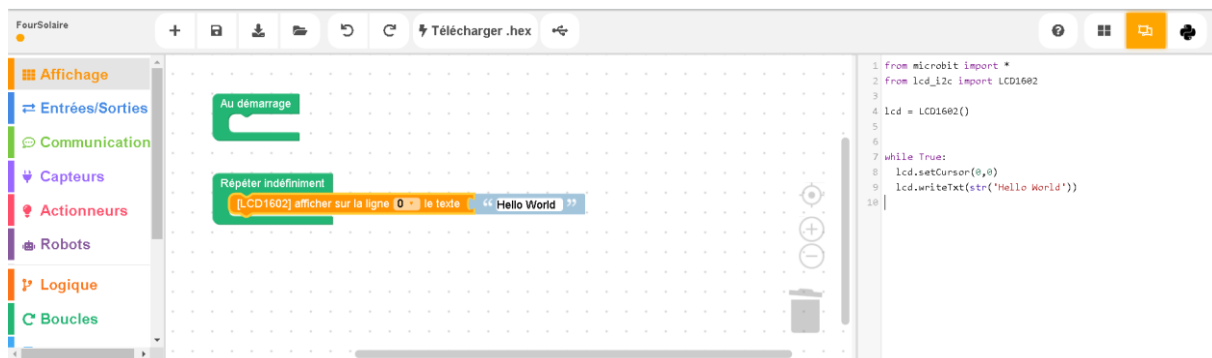 FourSolaire
Télécharger .hex
Affichage
Entrées/Sorties
Communication
Capteurs
Actionneurs
Robots
Logique
Boucles
Au démarrage
Répéter indéfiniment
[LCD1602] afficher sur la ligne 0 le texte “ Hello World ”
1 from microbit import *
2 from lcd_i2c import LCD1602
3
4 lcd = LCD1602()
5
6
7 while True:
8 lcd.setCursor(0,0)
9 lcd.writeTxt(str('Hello World'))
10